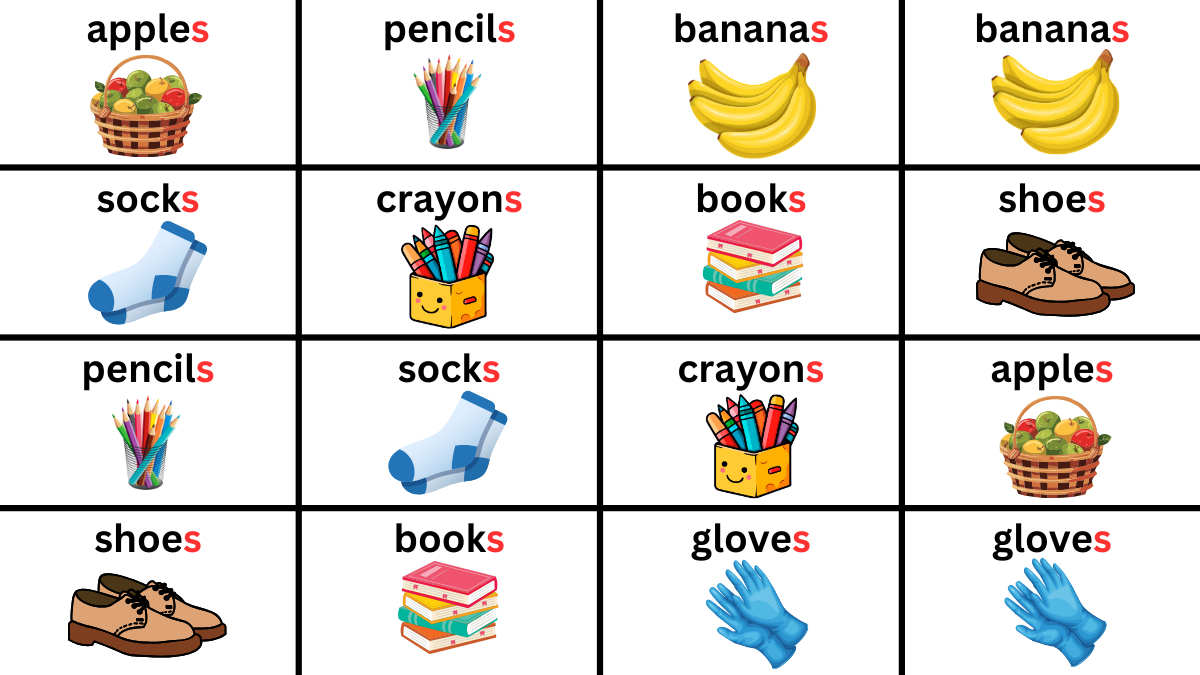 apples
pencils
bananas
bananas
socks
crayons
books
shoes
pencils
socks
crayons
apples
shoes
books
gloves
gloves